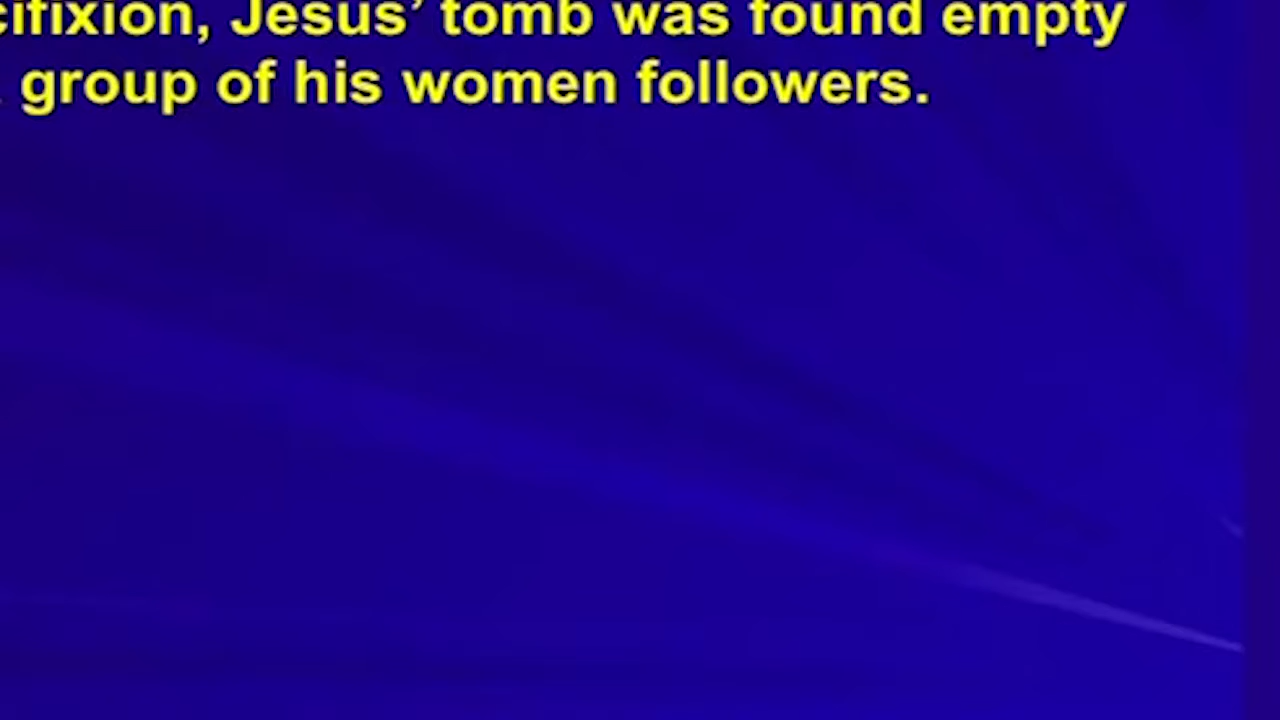 cifixion, Jesus’ tomb was found empty
group of his women followers.